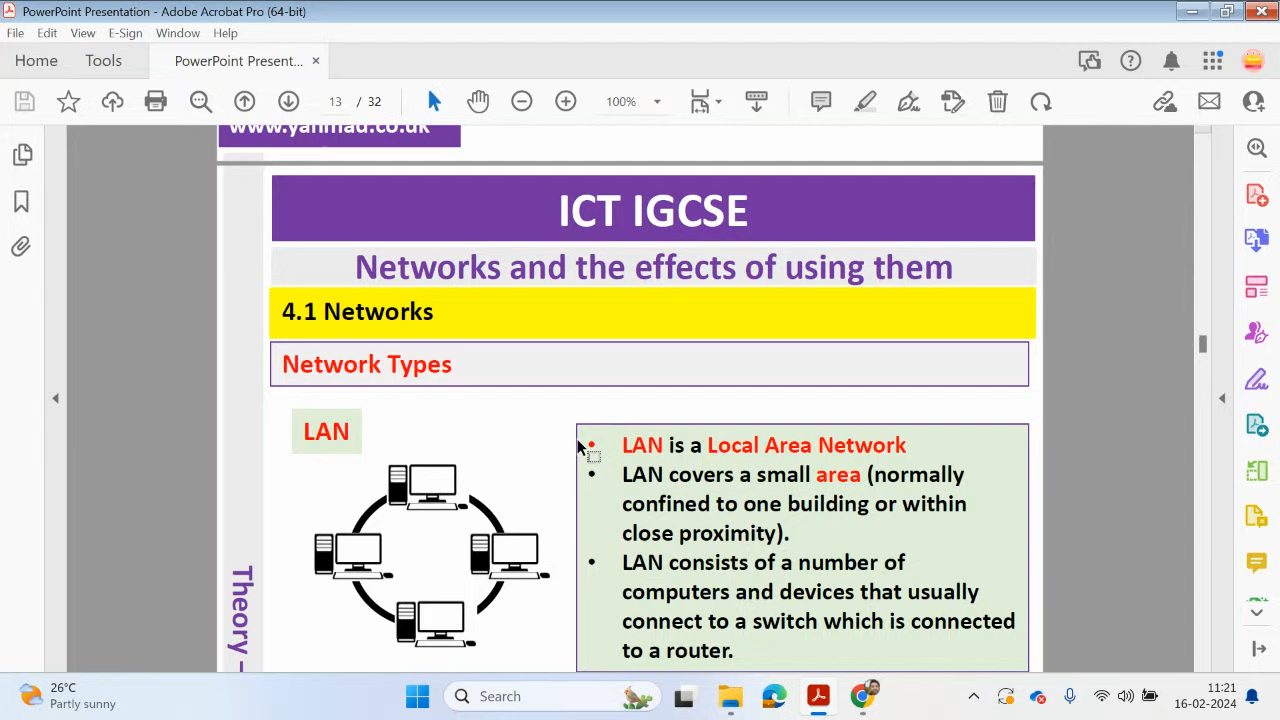 PowerPoint Presentation - Adobe Acrobat Pro (64-bit)
File Edit View E-Sign Window Help
Home Tools PowerPoint Present... ×
13 / 32 100%
www.yahmad.co.uk
ICT IGCSE
Networks and the effects of using them
4.1 Networks
Network Types
LAN
• LAN is a Local Area Network
• LAN covers a small area (normally
confined to one building or within
close proximity).
• LAN consists of a number of
computers and devices that usually
connect to a switch which is connected
to a router.
Theory –
26°C
Partly sunny
Search
11:21
16-02-2024